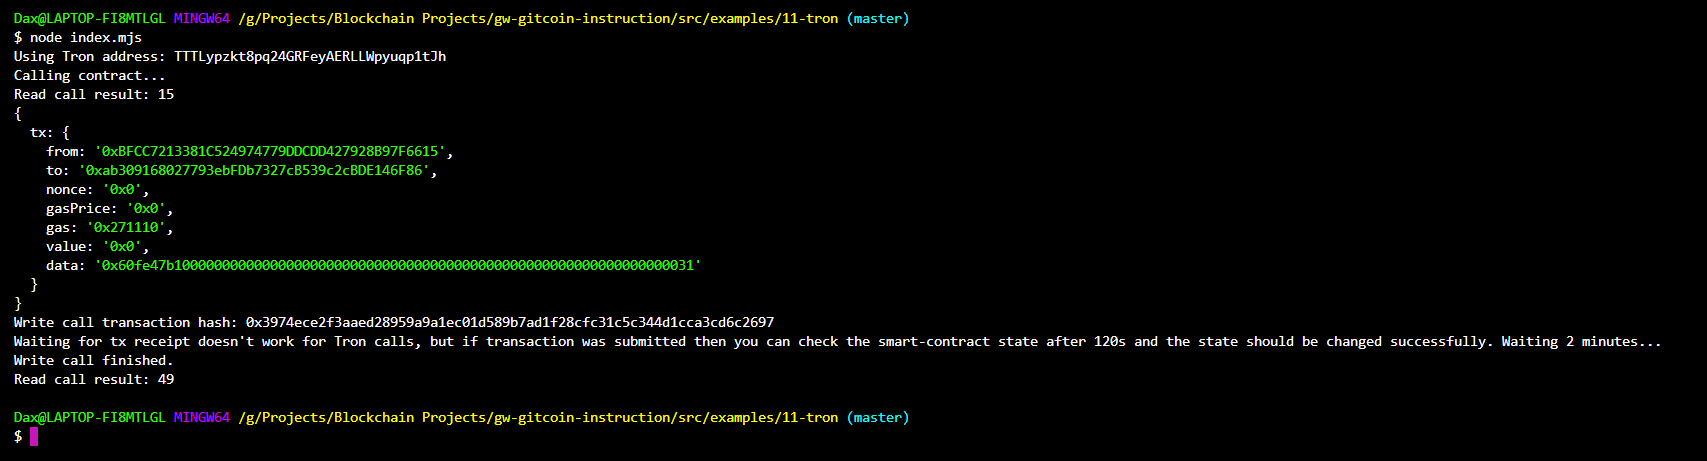 Dax@LAPTOP-FI8MTLGL MINGW64 /g/Projects/Blockchain Projects/gw-gitcoin-instruction/src/examples/11-tron (master)
$ node index.mjs
Using Tron address: TTTLypzkt8pq24GRFeyAERLLWpyuqp1tJh
Calling contract...
Read call result: 15
{
  tx: {
    from: '0xBFCC7213381C524974779DDCDD427928B97F6615',
    to: '0xab309168027793ebFDb7327cB539c2cBDE146F86',
    nonce: '0x0',
    gasPrice: '0x0',
    gas: '0x271110',
    value: '0x0',
    data: '0x60fe47b10000000000000000000000000000000000000000000000000000000000000031'
  }
}
Write call transaction hash: 0x3974ece2f3aaed28959a9a1ec01d589b7ad1f28cfc31c5c344d1cca3cd6c2697
Waiting for tx receipt doesn't work for Tron calls, but if transaction was submitted then you can check the smart-contract state after 120s and the state should be changed successfully. Waiting 2 minutes...
Write call finished.
Read call result: 49
Dax@LAPTOP-FI8MTLGL MINGW64 /g/Projects/Blockchain Projects/gw-gitcoin-instruction/src/examples/11-tron (master)
$